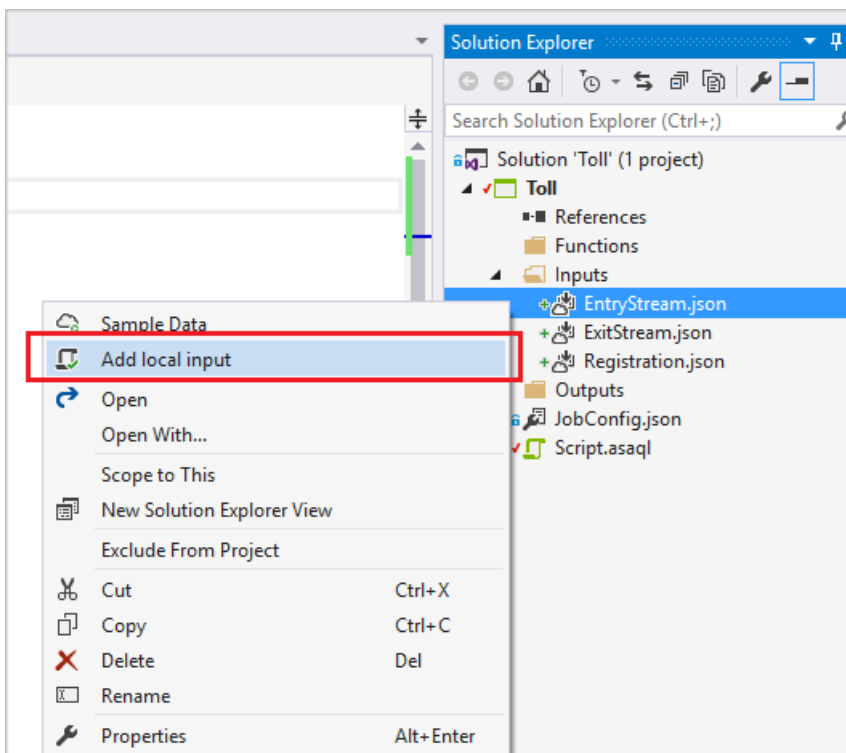 Solution Explorer
Search Solution Explorer (Ctrl+;)
Solution 'Toll' (1 project)
Toll
References
Functions
Inputs
EntryStream.json
ExitStream.json
Registration.json
Outputs
JobConfig.json
Script.asaql
Sample Data
Add local input
Open
Open With...
Scope to This
New Solution Explorer View
Exclude From Project
Cut Ctrl+X
Copy Ctrl+C
Delete Del
Rename
Properties Alt+Enter